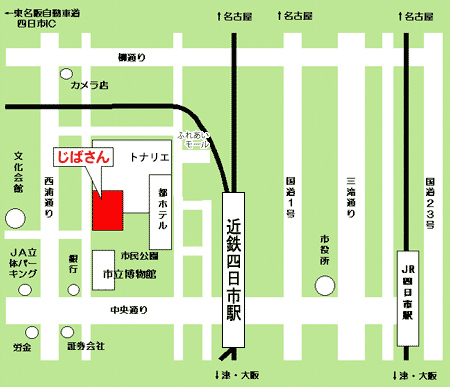 ←東名阪自動車道
四日市IC
↑名古屋
↑名古屋
↑名古屋
柳通り
カメラ店
ふれあい
モール
じばさん
トナリエ
文化会館
西浦通り
都ホテル
近鉄四日市駅
国道1号
三滝通り
国道23号
市役所
市民公園
JA立
体パー
キング
銀行
市立博物館
JR四日市駅
中央通り
労金
証券会社
↓津・大阪
↓津・大阪